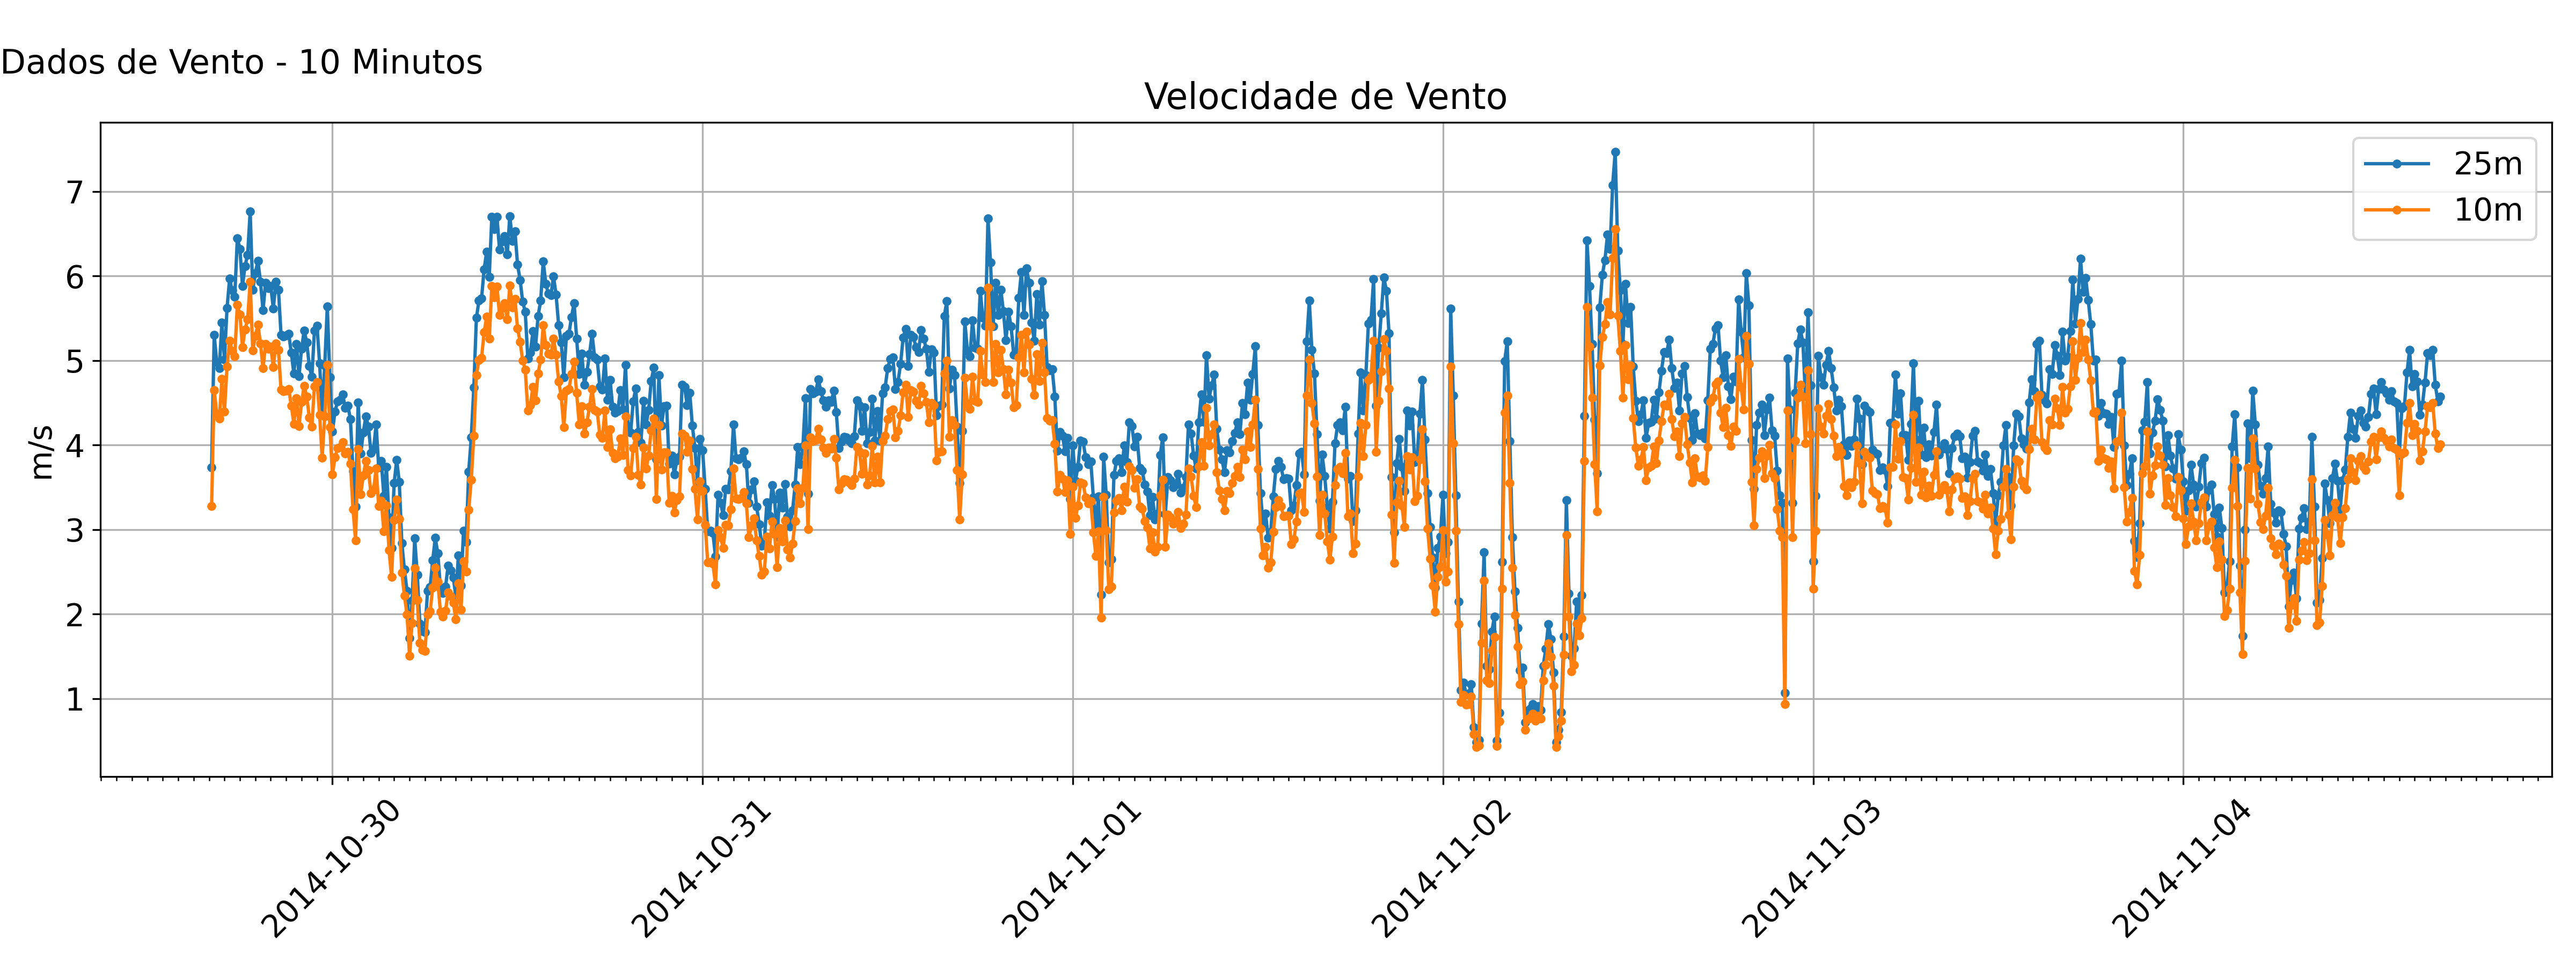 Dados de Vento - 10 Minutos
Velocidade de Vento
25m
10m
7
6
5
4
3
2
1
m/s
2014-10-30
2014-10-31
2014-11-01
2014-11-02
2014-11-03
2014-11-04